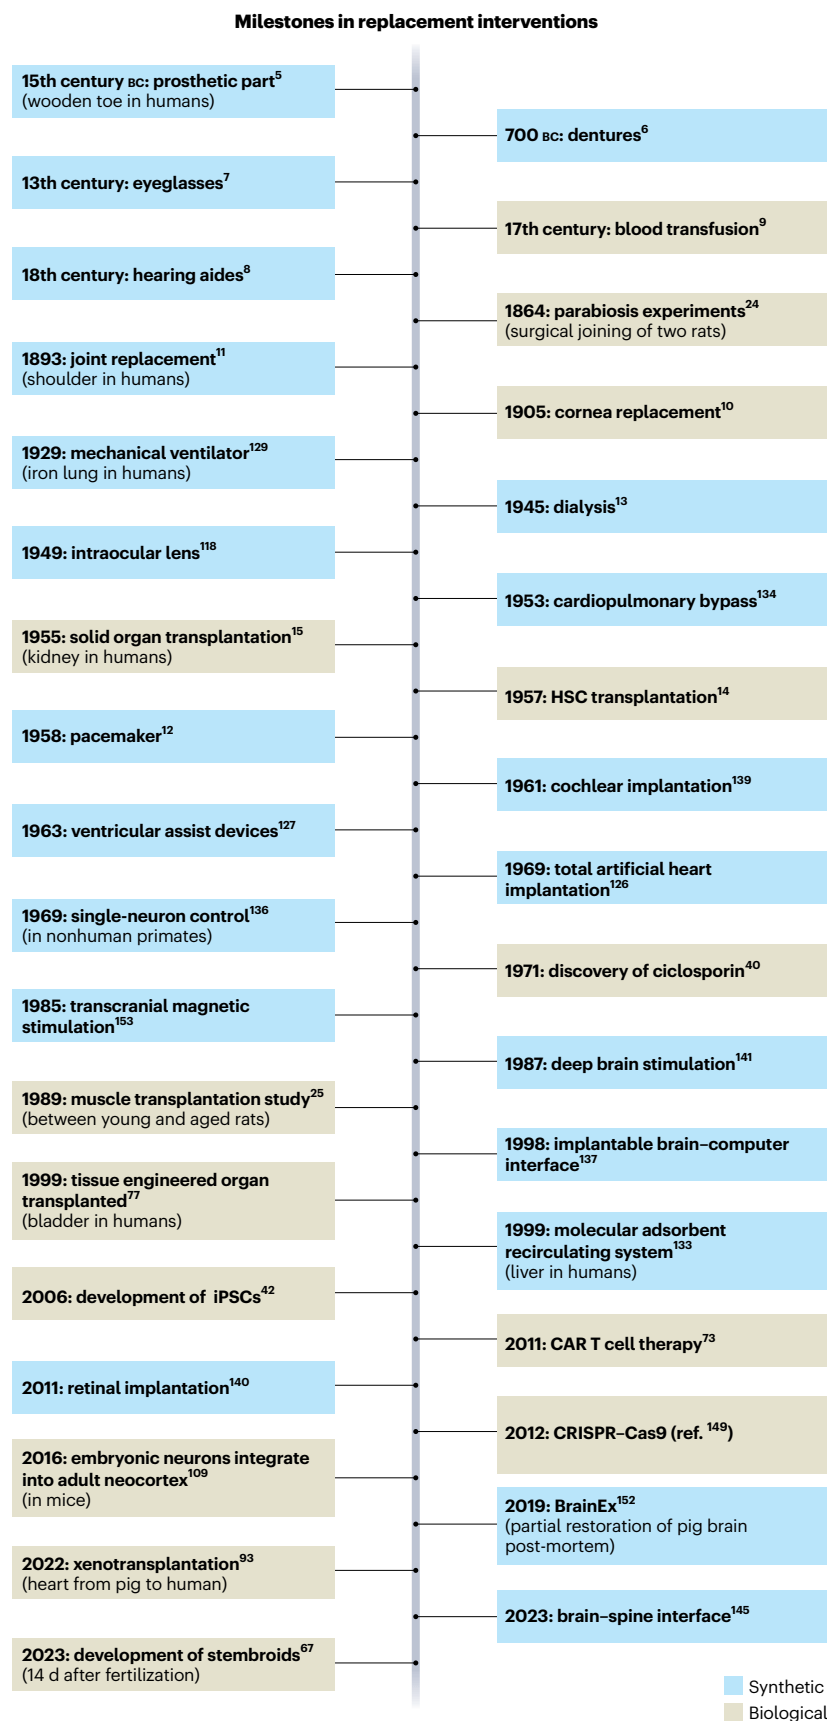 Milestones in replacement interventions
15th century BC: prosthetic part5
(wooden toe in humans)
700 BC: dentures6
13th century: eyeglasses7
17th century: blood transfusion9
18th century: hearing aides8
1864: parabiosis experiments24
(surgical joining of two rats)
1893: joint replacement11
(shoulder in humans)
1905: cornea replacement10
1929: mechanical ventilator129
(iron lung in humans)
1945: dialysis13
1949: intraocular lens118
1953: cardiopulmonary bypass134
1955: solid organ transplantation15
(kidney in humans)
1957: HSC transplantation14
1958: pacemaker12
1961: cochlear implantation139
1963: ventricular assist devices127
1969: total artificial heart
implantation126
1969: single-neuron control136
(in nonhuman primates)
1971: discovery of ciclosporin40
1985: transcranial magnetic
stimulation153
1987: deep brain stimulation141
1989: muscle transplantation study25
(between young and aged rats)
1998: implantable brain–computer
interface137
1999: tissue engineered organ
transplanted77
(bladder in humans)
1999: molecular adsorbent
recirculating system133
(liver in humans)
2006: development of iPSCs42
2011: CAR T cell therapy73
2011: retinal implantation140
2012: CRISPR–Cas9 (ref. 149)
2016: embryonic neurons integrate
into adult neocortex109
(in mice)
2019: BrainEx152
(partial restoration of pig brain
post-mortem)
2022: xenotransplantation93
(heart from pig to human)
2023: brain–spine interface145
2023: development of stembroids67
(14 d after fertilization)
Synthetic
Biological